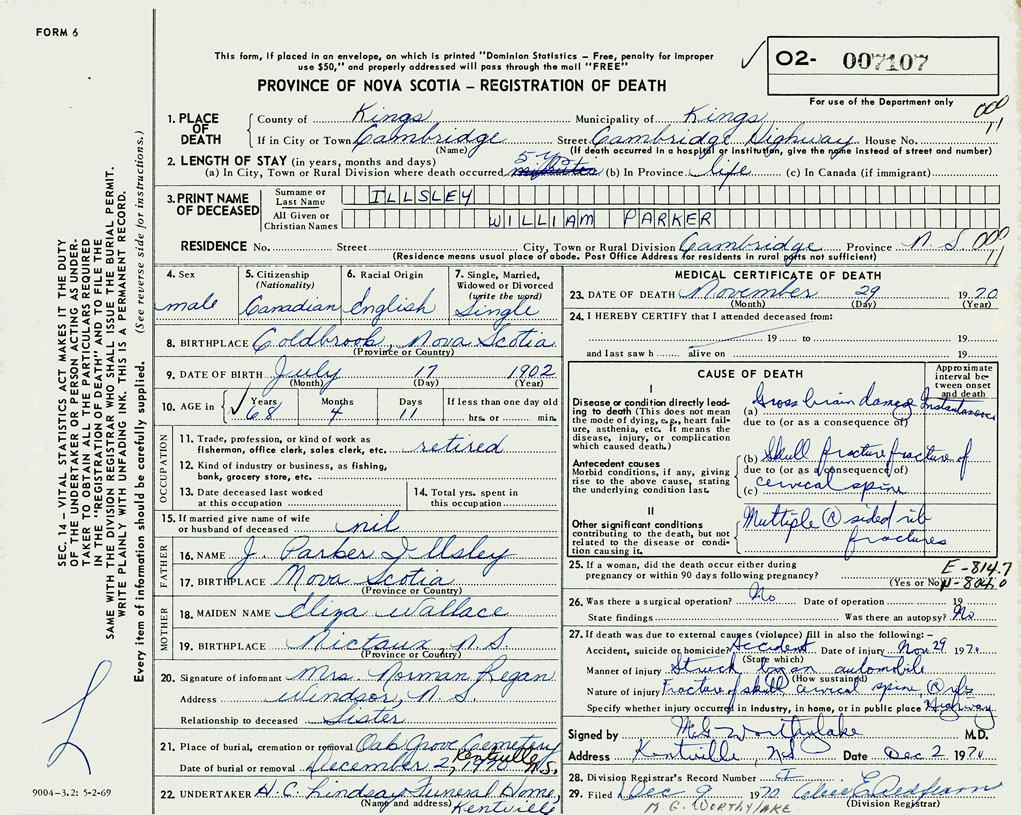 FORM 6
This form, if placed in an envelope, on which is printed "Dominion Statistics – Free, penalty for improper
use $50," and properly addressed will pass through the mail "FREE"
02- 007107
PROVINCE OF NOVA SCOTIA – REGISTRATION OF DEATH
For use of the Department only
1. PLACE OF DEATH
County of Kings Municipality of Kings 000
If in City or Town Cambridge Street Cambridge Highway House No. 11
(Name) (If death occurred in a hospital or institution, give the name instead of street and number)
2. LENGTH OF STAY (in years, months and days)
(a) In City, Town or Rural Division where death occurred (b) In Province life (c) In Canada (if immigrant)
3. PRINT NAME OF DECEASED
Surname or Last Name ILLSLEY
All Given or Christian Names WILLIAM PARKER
RESIDENCE No. Street City, Town or Rural Division Cambridge Province N.S. 000
(Residence means usual place of abode. Post Office Address for residents in rural parts not sufficient) 11
4. Sex male
5. Citizenship (Nationality) Canadian
6. Racial Origin English
7. Single, Married, Widowed or Divorced (write the word) Single
8. BIRTHPLACE Coldbrook, Nova Scotia
(Province or Country)
9. DATE OF BIRTH July 17 1902
(Month) (Day) (Year)
10. AGE in Years Months Days If less than one day
68 4 11 hrs. or min.
OCCUPATION
11. Trade, profession, or kind of work as
fisherman, office clerk, sales clerk, etc. retired
12. Kind of industry or business, as fishing,
bank, grocery store, etc.
13. Date deceased last worked
at this occupation
14. Total yrs. spent in
this occupation
15. If married give name of wife
or husband of deceased nil
FATHER
16. NAME J. Parker Illsley
17. BIRTHPLACE Nova Scotia
(Province or Country)
MOTHER
18. MAIDEN NAME Eliza Wallace
19. BIRTHPLACE Nictaux, N.S.
(Province or Country)
20. Signature of informant Mrs. Norman Regan
Address Windsor, N.S.
Relationship to deceased Sister
21. Place of burial, cremation or removal Oak Grove Cemetery
Kentville, N.S.
Date of burial or removal December 2, 1970
22. UNDERTAKER H.C. Lindsay Funeral Home,
(Name and address) Kentville
MEDICAL CERTIFICATE OF DEATH
23. DATE OF DEATH November 29 1970
(Month) (Day) (Year)
24. I HEREBY CERTIFY that I attended deceased from:
19 to 19
and last saw h alive on 19
CAUSE OF DEATH
Approximate interval between onset and death
I
Disease or condition directly leading to death (This does not mean the mode of dying, e.g., heart failure, asthenia, etc. It means the disease, injury, or complication which caused death.)
(a) Gross brain damage Instantaneous
due to (or as a consequence of)
Antecedent causes
Morbid conditions, if any, giving rise to the above cause, stating the underlying condition last.
(b) Skull fracture fracture of
due to (or as a consequence of)
(c) cervical spine
II
Other significant conditions contributing to the death, but not related to the disease or condition causing it.
Multiple R sided rib
fractures
25. If a woman, did the death occur either during
pregnancy or within 90 days following pregnancy?
(Yes or No)
E-814.7
26. Was there a surgical operation? No Date of operation 19
State findings Was there an autopsy? No
27. If death was due to external causes (violence) fill in also the following: –
Accident, suicide or homicide? Accident Date of injury Nov 29 1970
(State which)
Manner of injury Struck by an automobile
(How sustained)
Nature of injury Fracture of skull cervical spine, R ribs
Specify whether injury occurred in industry, in home, or in public place Highway
Signed by M.G. Worthylake M.D.
Address Kentville, NS Date Dec 2 1970
28. Division Registrar's Record Number
29. Filed Dec 9 1970
(Division Registrar)
M. G. WORTHYLAKE
SEC. 14 – VITAL STATISTICS ACT MAKES IT THE DUTY
OF THE UNDERTAKER OR PERSON ACTING AS UNDER-
TAKER TO OBTAIN ALL THE PARTICULARS REQUIRED
IN THE "REGISTRATION OF DEATH" AND TO FILE THE
SAME WITH THE DIVISION REGISTRAR WHO SHALL ISSUE THE BURIAL PERMIT.
WRITE PLAINLY WITH UNFADING INK. THIS IS A PERMANENT RECORD.
Every item of information should be carefully supplied. (See reverse side for instructions.)
9004-3.2: 5-2-69